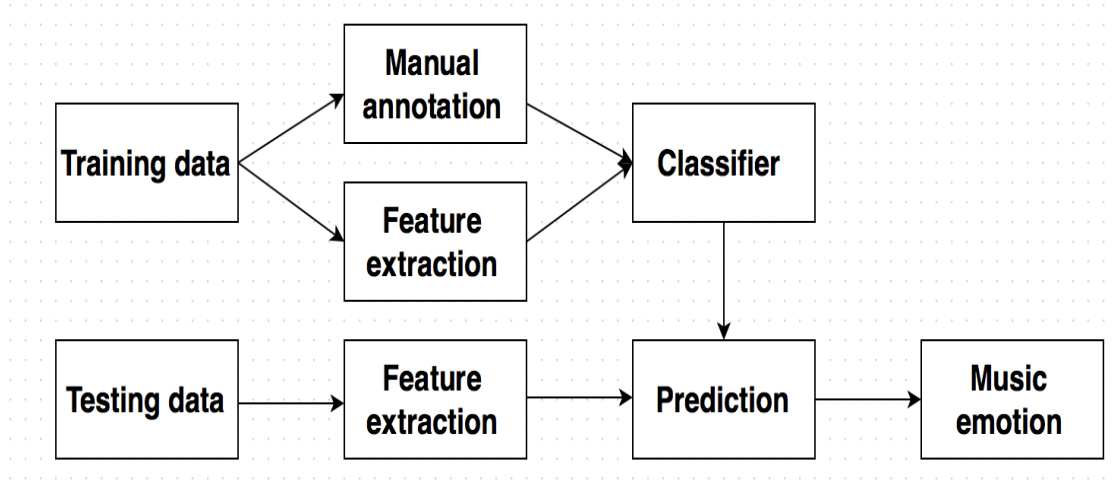 Manual
annotation
Training data
Classifier
Feature
extraction
Testing data
Feature
extraction
Prediction
Music
emotion